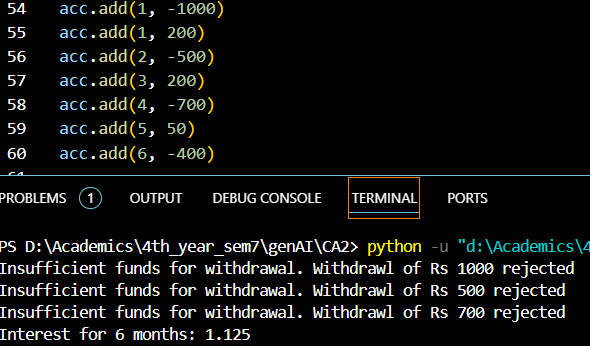 54 acc.add(1, -1000)
55 acc.add(1, 200)
56 acc.add(2, -500)
57 acc.add(3, 200)
58 acc.add(4, -700)
59 acc.add(5, 50)
60 acc.add(6, -400)
PROBLEMS 1 OUTPUT DEBUG CONSOLE TERMINAL PORTS
PS D:\Academics\4th_year_sem7\genAI\CA2> python -u "d:\Academics\4
Insufficient funds for withdrawal. Withdrawl of Rs 1000 rejected
Insufficient funds for withdrawal. Withdrawl of Rs 500 rejected
Insufficient funds for withdrawal. Withdrawl of Rs 700 rejected
Interest for 6 months: 1.125